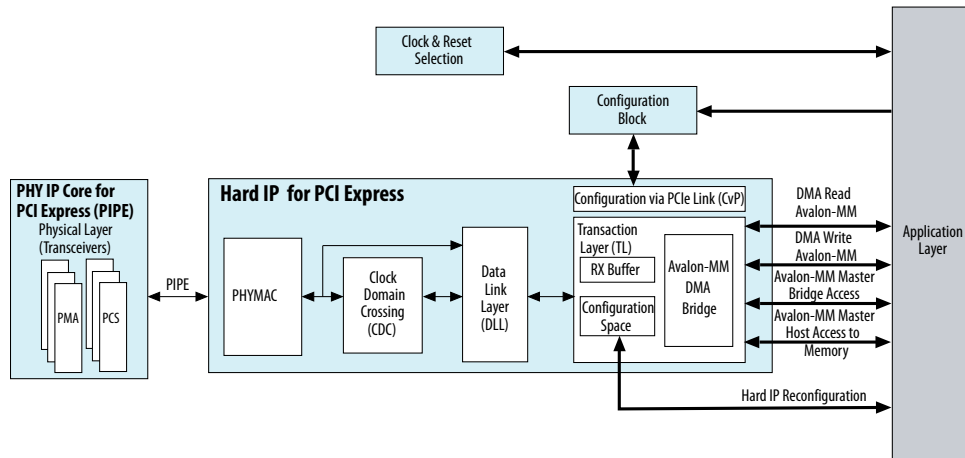 Clock & Reset
Selection
Configuration
Block
PHY IP Core for
PCI Express (PIPE)
Physical Layer
(Transceivers)
PMA
PCS
PIPE
Hard IP for PCI Express
PHYMAC
Clock
Domain
Crossing
(CDC)
Data
Link
Layer
(DLL)
Configuration via PCIe Link (CvP)
Transaction
Layer (TL)
RX Buffer
Configuration
Space
Avalon-MM
DMA
Bridge
DMA Read
Avalon-MM
DMA Write
Avalon-MM
Avalon-MM Master
Bridge Access
Avalon-MM Master
Host Access to
Memory
Hard IP Reconfiguration
Application
Layer